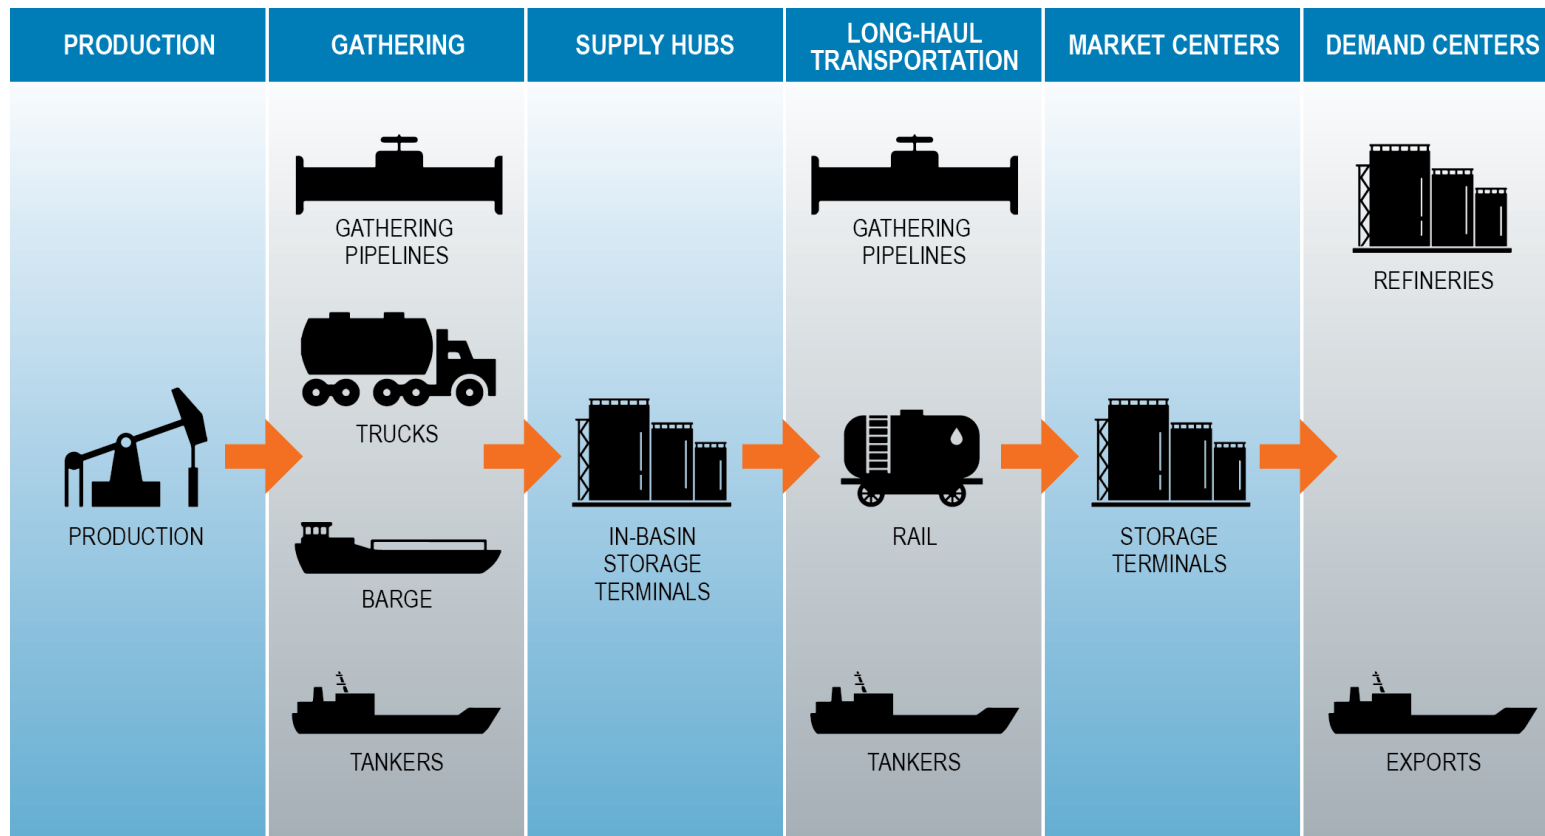 PRODUCTION
GATHERING
SUPPLY HUBS
LONG-HAUL
TRANSPORTATION
MARKET CENTERS
DEMAND CENTERS
PRODUCTION
GATHERING
PIPELINES
TRUCKS
BARGE
TANKERS
IN-BASIN
STORAGE
TERMINALS
GATHERING
PIPELINES
RAIL
TANKERS
STORAGE
TERMINALS
REFINERIES
EXPORTS